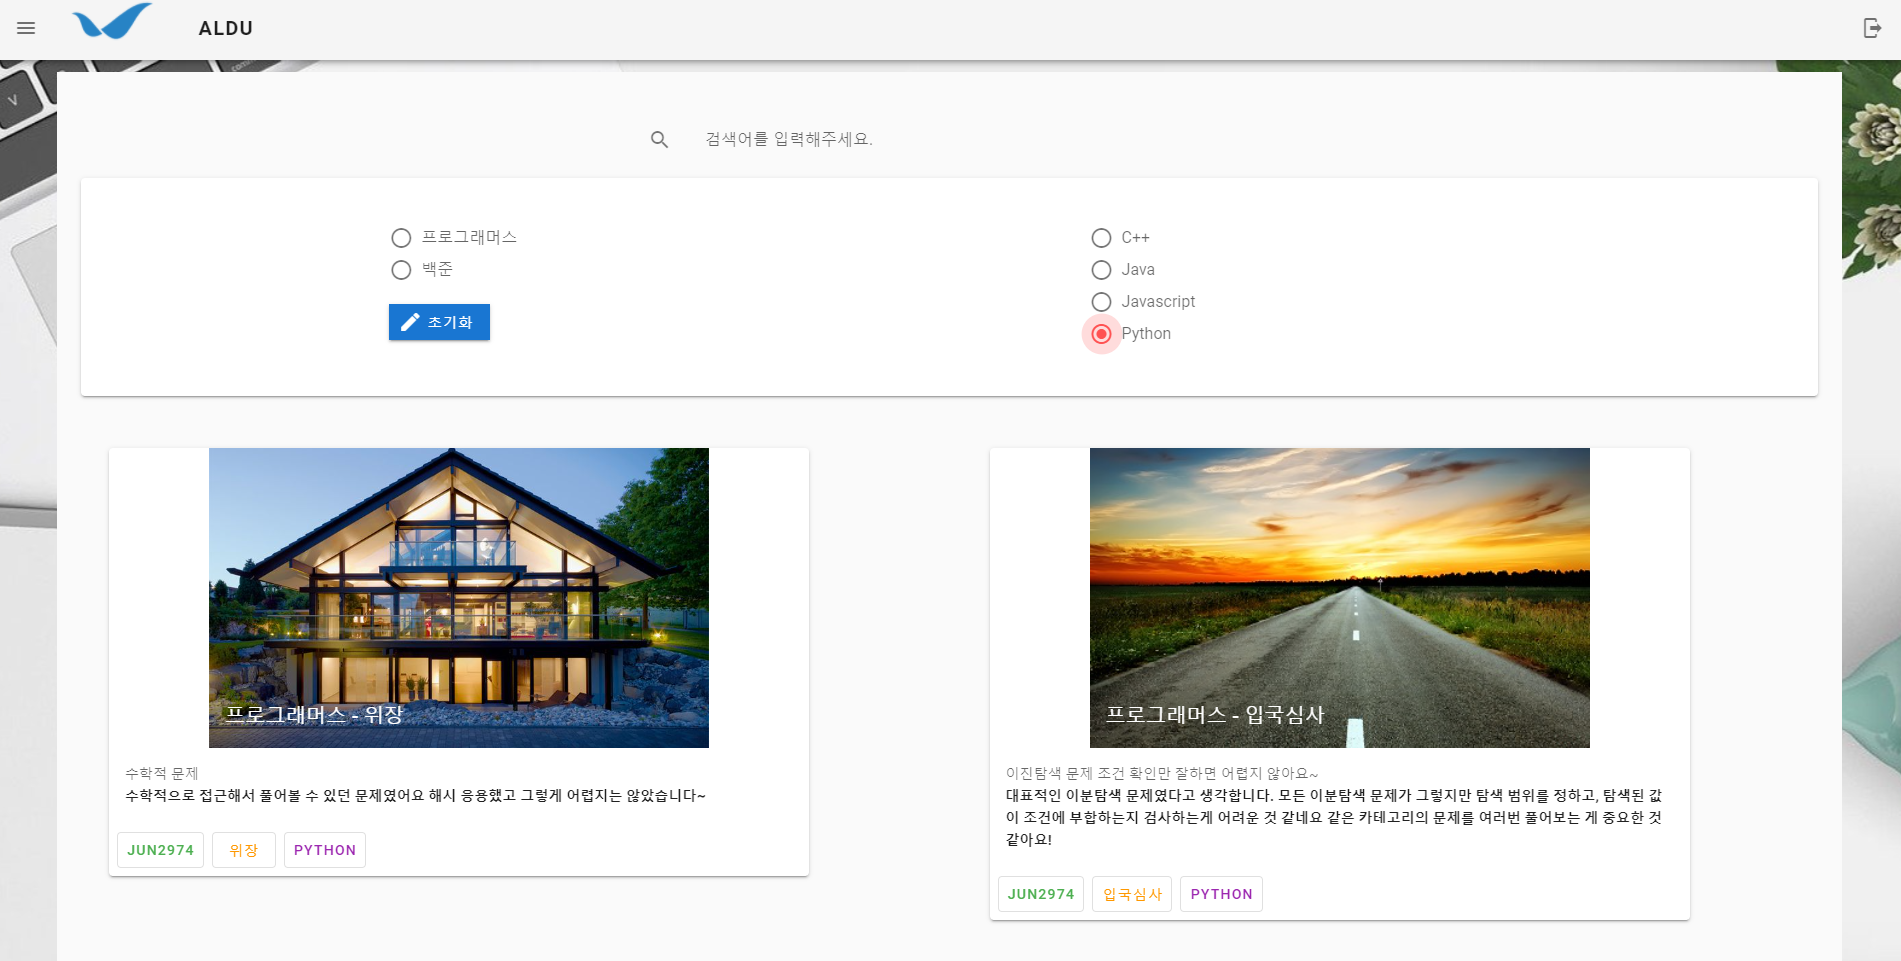 ALDU
검색어를 입력해주세요.
프로그래머스
백준
초기화
C++
Java
Javascript
Python
프로그래머스 - 위장
수학적 문제
수학적으로 접근해서 풀어볼 수 있던 문제였어요 해시 응용했고 그렇게 어렵지는 않았습니다~
JUN2974
위장
PYTHON
프로그래머스 - 입국심사
이진탐색 문제 조건 확인만 잘하면 어렵지 않아요~
대표적인 이분탐색 문제였다고 생각합니다. 모든 이분탐색 문제가 그렇지만 탐색 범위를 정하고, 탐색된 값
이 조건에 부합하는지 검사하는게 어려운 것 같네요 같은 카테고리의 문제를 여러번 풀어보는 게 중요한 것
같아요!
JUN2974
입국심사
PYTHON